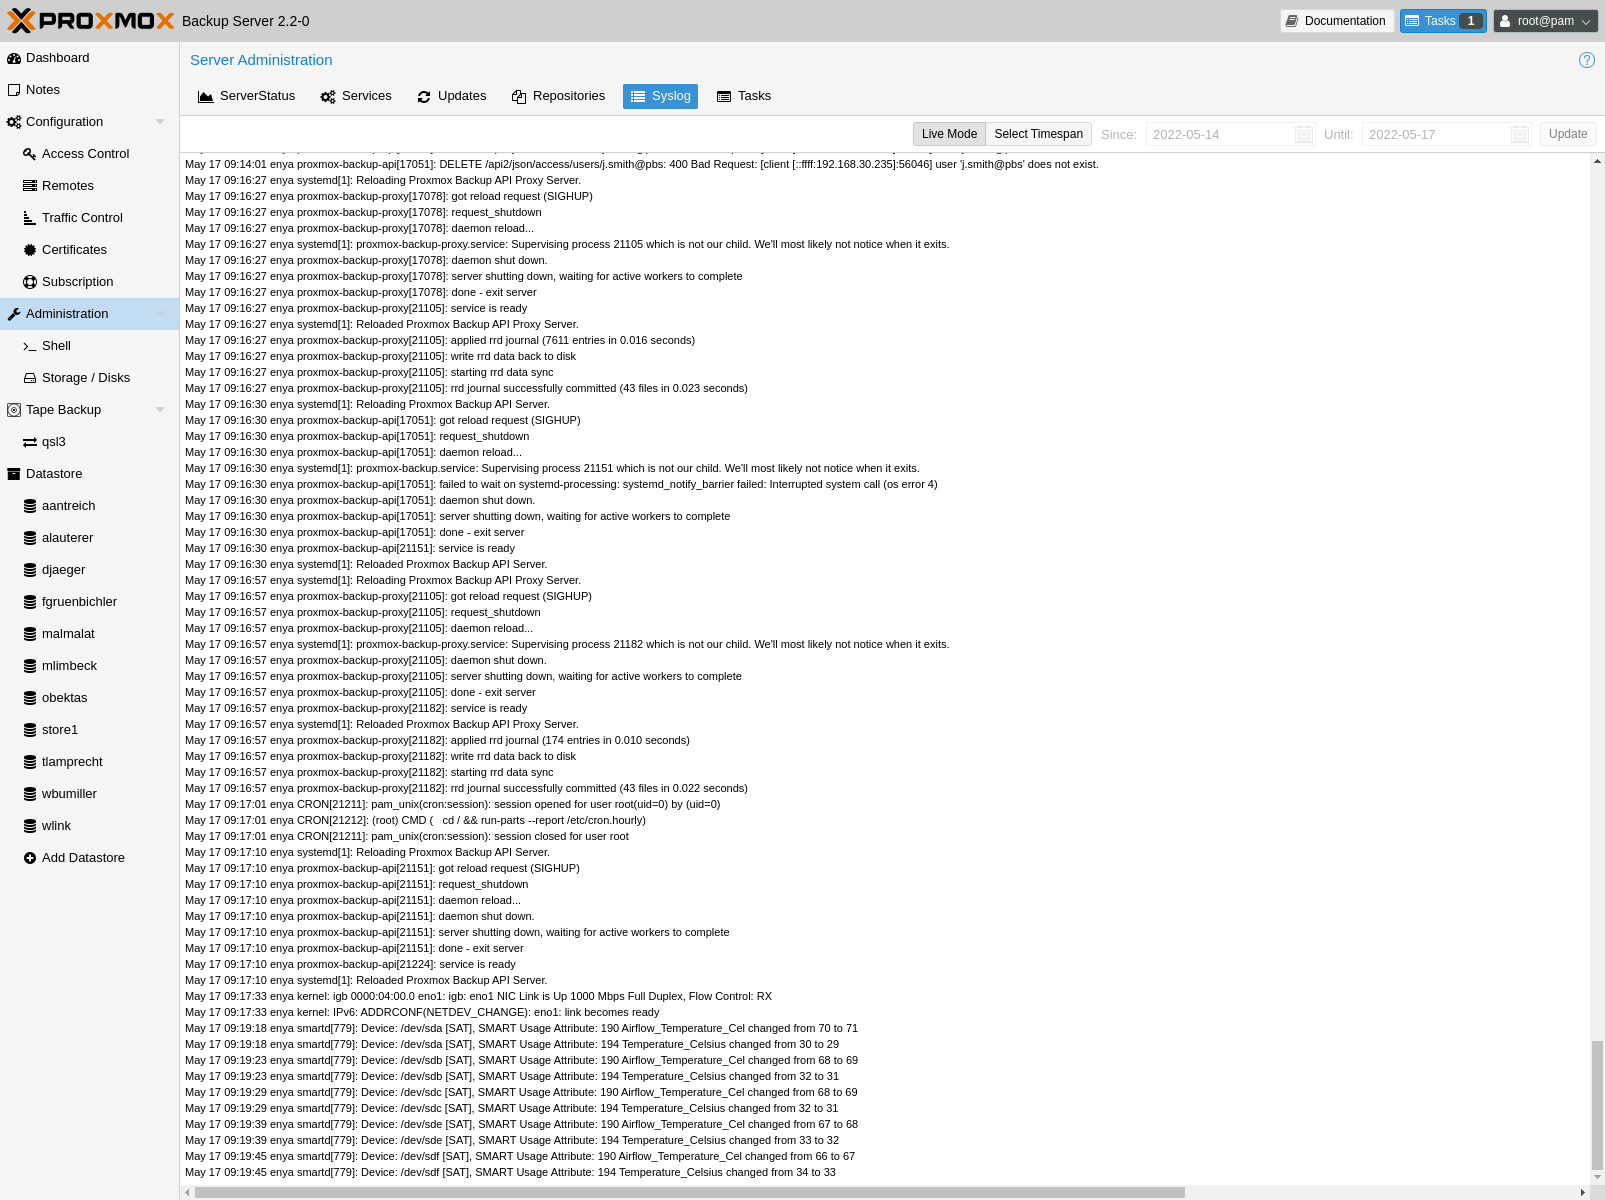 PROXMOX Backup Server 2.2-0
Documentation
Tasks 1
root@pam
Dashboard
Notes
Configuration
Access Control
Remotes
Traffic Control
Certificates
Subscription
Administration
Shell
Storage / Disks
Tape Backup
qsl3
Datastore
aantreich
alauterer
djaeger
fgruenbichler
malmalat
mlimbeck
obektas
store1
tlamprecht
wbumiller
wlink
Add Datastore
Server Administration
ServerStatus Services Updates Repositories Syslog Tasks
Live Mode Select Timespan Since: 2022-05-14 Until: 2022-05-17 Update
May 17 09:14:01 enya proxmox-backup-api[17051]: DELETE /api2/json/access/users/j.smith@pbs: 400 Bad Request: [client [::ffff:192.168.30.235]:56046] user 'j.smith@pbs' does not exist.
May 17 09:16:27 enya systemd[1]: Reloading Proxmox Backup API Proxy Server.
May 17 09:16:27 enya proxmox-backup-proxy[17078]: got reload request (SIGHUP)
May 17 09:16:27 enya proxmox-backup-proxy[17078]: request_shutdown
May 17 09:16:27 enya proxmox-backup-proxy[17078]: daemon reload...
May 17 09:16:27 enya systemd[1]: proxmox-backup-proxy.service: Supervising process 21105 which is not our child. We'll most likely not notice when it exits.
May 17 09:16:27 enya proxmox-backup-proxy[17078]: daemon shut down.
May 17 09:16:27 enya proxmox-backup-proxy[17078]: server shutting down, waiting for active workers to complete
May 17 09:16:27 enya proxmox-backup-proxy[17078]: done - exit server
May 17 09:16:27 enya proxmox-backup-proxy[21105]: service is ready
May 17 09:16:27 enya systemd[1]: Reloaded Proxmox Backup API Proxy Server.
May 17 09:16:27 enya proxmox-backup-proxy[21105]: applied rrd journal (7611 entries in 0.016 seconds)
May 17 09:16:27 enya proxmox-backup-proxy[21105]: write rrd data back to disk
May 17 09:16:27 enya proxmox-backup-proxy[21105]: starting rrd data sync
May 17 09:16:27 enya proxmox-backup-proxy[21105]: rrd journal successfully committed (43 files in 0.023 seconds)
May 17 09:16:30 enya systemd[1]: Reloading Proxmox Backup API Server.
May 17 09:16:30 enya proxmox-backup-api[17051]: got reload request (SIGHUP)
May 17 09:16:30 enya proxmox-backup-api[17051]: request_shutdown
May 17 09:16:30 enya proxmox-backup-api[17051]: daemon reload...
May 17 09:16:30 enya systemd[1]: proxmox-backup.service: Supervising process 21151 which is not our child. We'll most likely not notice when it exits.
May 17 09:16:30 enya proxmox-backup-api[17051]: failed to wait on systemd-processing: systemd_notify_barrier failed: Interrupted system call (os error 4)
May 17 09:16:30 enya proxmox-backup-api[17051]: daemon shut down.
May 17 09:16:30 enya proxmox-backup-api[17051]: server shutting down, waiting for active workers to complete
May 17 09:16:30 enya proxmox-backup-api[17051]: done - exit server
May 17 09:16:30 enya proxmox-backup-api[21151]: service is ready
May 17 09:16:30 enya systemd[1]: Reloaded Proxmox Backup API Server.
May 17 09:16:57 enya systemd[1]: Reloading Proxmox Backup API Proxy Server.
May 17 09:16:57 enya proxmox-backup-proxy[21105]: got reload request (SIGHUP)
May 17 09:16:57 enya proxmox-backup-proxy[21105]: request_shutdown
May 17 09:16:57 enya proxmox-backup-proxy[21105]: daemon reload...
May 17 09:16:57 enya systemd[1]: proxmox-backup-proxy.service: Supervising process 21182 which is not our child. We'll most likely not notice when it exits.
May 17 09:16:57 enya proxmox-backup-proxy[21105]: daemon shut down.
May 17 09:16:57 enya proxmox-backup-proxy[21105]: server shutting down, waiting for active workers to complete
May 17 09:16:57 enya proxmox-backup-proxy[21105]: done - exit server
May 17 09:16:57 enya proxmox-backup-proxy[21182]: service is ready
May 17 09:16:57 enya systemd[1]: Reloaded Proxmox Backup API Proxy Server.
May 17 09:16:57 enya proxmox-backup-proxy[21182]: applied rrd journal (174 entries in 0.010 seconds)
May 17 09:16:57 enya proxmox-backup-proxy[21182]: write rrd data back to disk
May 17 09:16:57 enya proxmox-backup-proxy[21182]: starting rrd data sync
May 17 09:16:57 enya proxmox-backup-proxy[21182]: rrd journal successfully committed (43 files in 0.022 seconds)
May 17 09:17:01 enya CRON[21211]: pam_unix(cron:session): session opened for user root(uid=0) by (uid=0)
May 17 09:17:01 enya CRON[21212]: (root) CMD (   cd / && run-parts --report /etc/cron.hourly)
May 17 09:17:01 enya CRON[21211]: pam_unix(cron:session): session closed for user root
May 17 09:17:10 enya systemd[1]: Reloading Proxmox Backup API Server.
May 17 09:17:10 enya proxmox-backup-api[21151]: got reload request (SIGHUP)
May 17 09:17:10 enya proxmox-backup-api[21151]: request_shutdown
May 17 09:17:10 enya proxmox-backup-api[21151]: daemon reload...
May 17 09:17:10 enya proxmox-backup-api[21151]: daemon shut down.
May 17 09:17:10 enya proxmox-backup-api[21151]: server shutting down, waiting for active workers to complete
May 17 09:17:10 enya proxmox-backup-api[21151]: done - exit server
May 17 09:17:10 enya proxmox-backup-api[21224]: service is ready
May 17 09:17:10 enya systemd[1]: Reloaded Proxmox Backup API Server.
May 17 09:17:33 enya kernel: igb 0000:04:00.0 eno1: igb: eno1 NIC Link is Up 1000 Mbps Full Duplex, Flow Control: RX
May 17 09:17:33 enya kernel: IPv6: ADDRCONF(NETDEV_CHANGE): eno1: link becomes ready
May 17 09:19:18 enya smartd[779]: Device: /dev/sda [SAT], SMART Usage Attribute: 190 Airflow_Temperature_Cel changed from 70 to 71
May 17 09:19:18 enya smartd[779]: Device: /dev/sda [SAT], SMART Usage Attribute: 194 Temperature_Celsius changed from 30 to 29
May 17 09:19:23 enya smartd[779]: Device: /dev/sdb [SAT], SMART Usage Attribute: 190 Airflow_Temperature_Cel changed from 68 to 69
May 17 09:19:23 enya smartd[779]: Device: /dev/sdb [SAT], SMART Usage Attribute: 194 Temperature_Celsius changed from 32 to 31
May 17 09:19:29 enya smartd[779]: Device: /dev/sdc [SAT], SMART Usage Attribute: 190 Airflow_Temperature_Cel changed from 68 to 69
May 17 09:19:29 enya smartd[779]: Device: /dev/sdc [SAT], SMART Usage Attribute: 194 Temperature_Celsius changed from 32 to 31
May 17 09:19:39 enya smartd[779]: Device: /dev/sde [SAT], SMART Usage Attribute: 190 Airflow_Temperature_Cel changed from 67 to 68
May 17 09:19:39 enya smartd[779]: Device: /dev/sde [SAT], SMART Usage Attribute: 194 Temperature_Celsius changed from 33 to 32
May 17 09:19:45 enya smartd[779]: Device: /dev/sdf [SAT], SMART Usage Attribute: 190 Airflow_Temperature_Cel changed from 66 to 67
May 17 09:19:45 enya smartd[779]: Device: /dev/sdf [SAT], SMART Usage Attribute: 194 Temperature_Celsius changed from 34 to 33